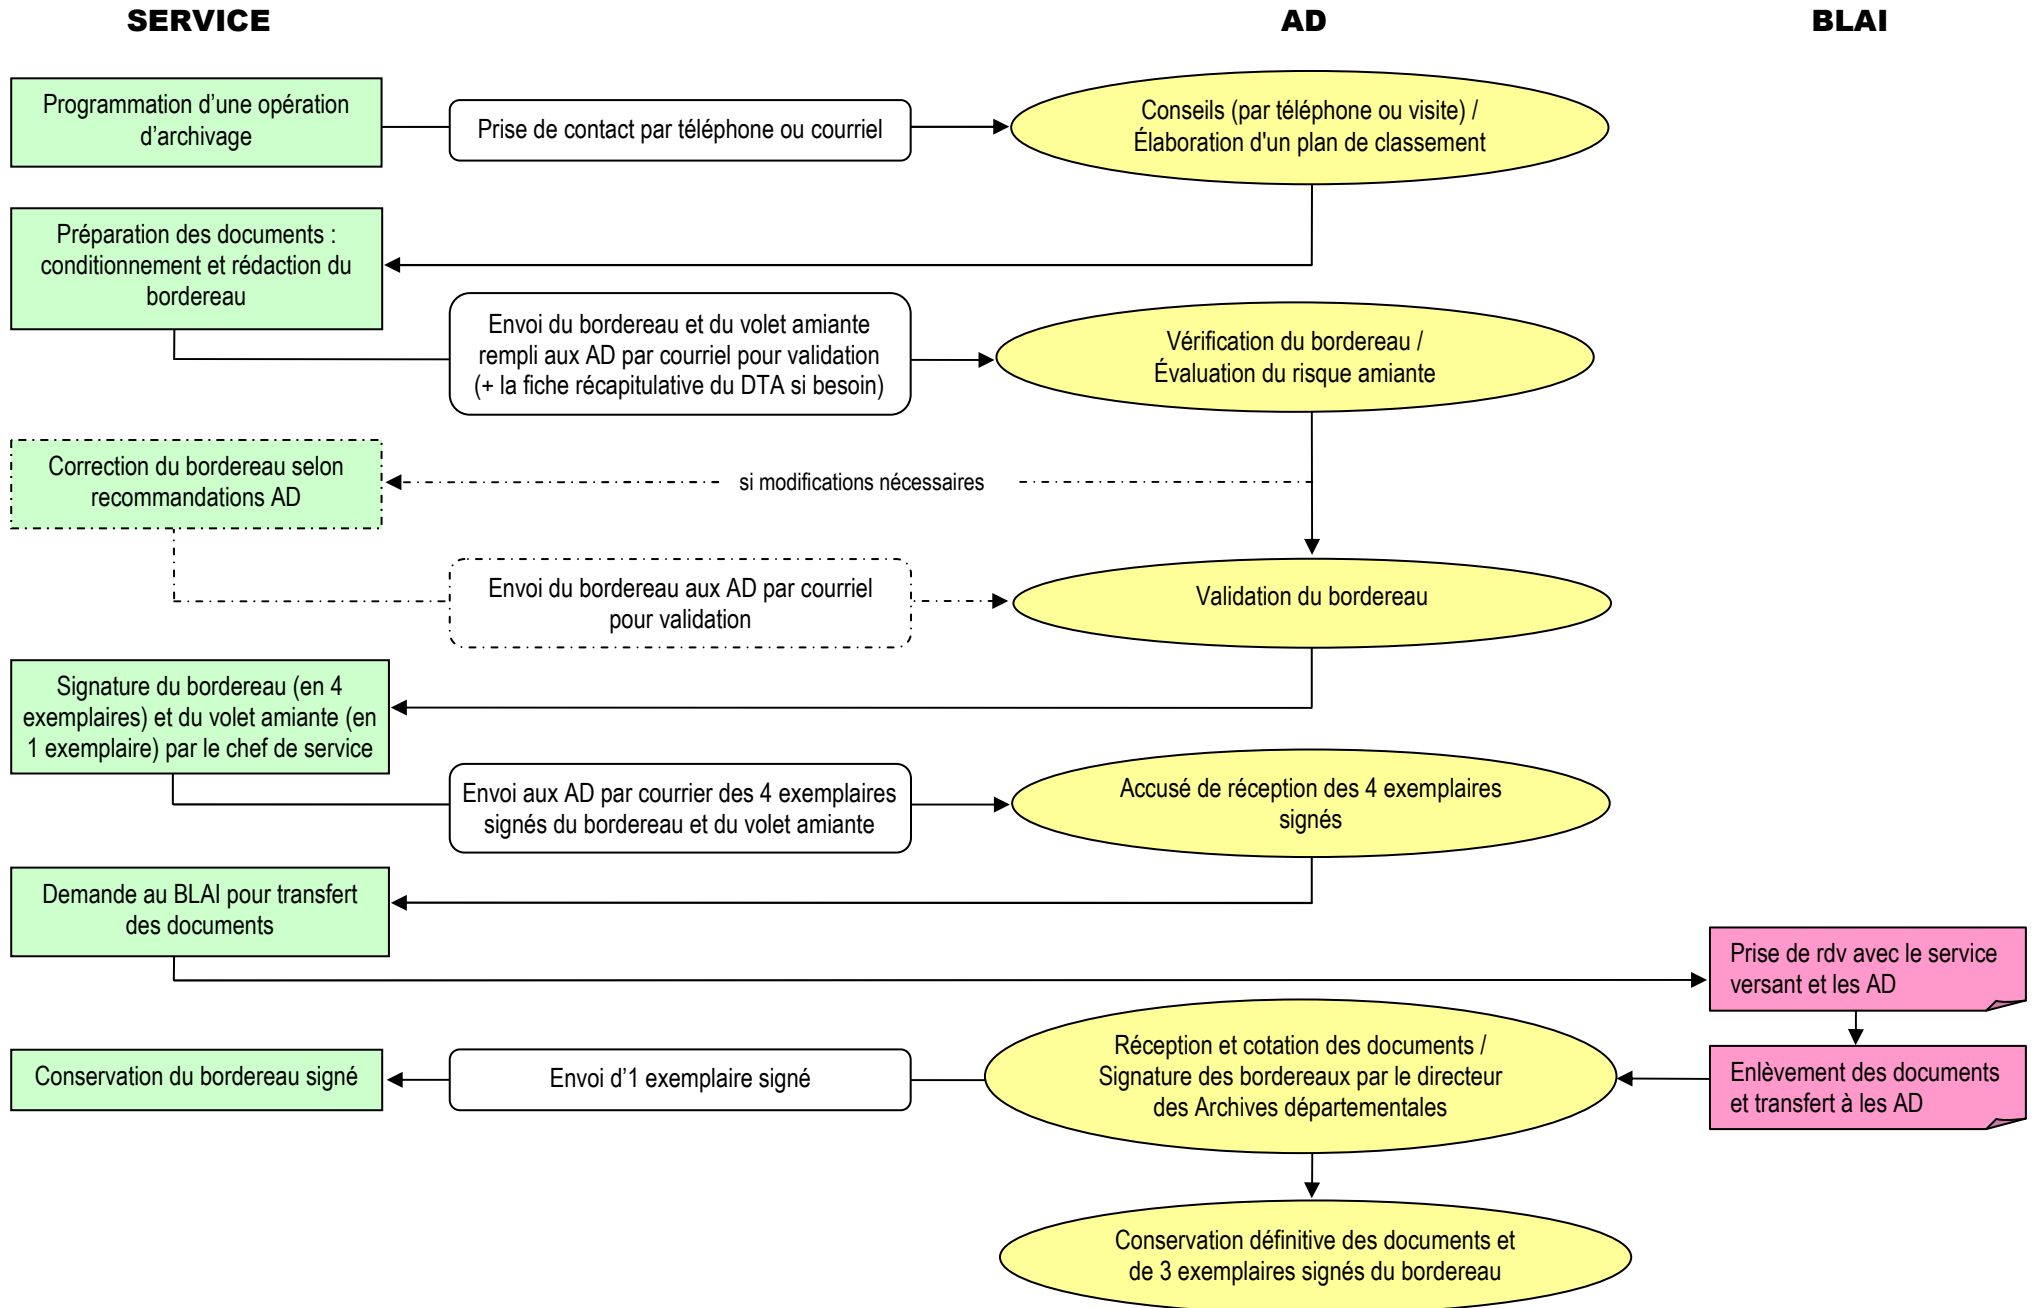 SERVICE
AD
BLAI
Programmation d’une opération
d’archivage
Prise de contact par téléphone ou courriel
Conseils (par téléphone ou visite) /
Élaboration d'un plan de classement
Préparation des documents :
conditionnement et rédaction du
bordereau
Envoi du bordereau et du volet amiante
rempli aux AD par courriel pour validation
(+ la fiche récapitulative du DTA si besoin)
Vérification du bordereau /
Évaluation du risque amiante
Correction du bordereau selon
recommandations AD
si modifications nécessaires
Envoi du bordereau aux AD par courriel
pour validation
Validation du bordereau
Signature du bordereau (en 4
exemplaires) et du volet amiante (en
1 exemplaire) par le chef de service
Envoi aux AD par courrier des 4 exemplaires
signés du bordereau et du volet amiante
Accusé de réception des 4 exemplaires
signés
Demande au BLAI pour transfert
des documents
Prise de rdv avec le service
versant et les AD
Conservation du bordereau signé
Envoi d’1 exemplaire signé
Réception et cotation des documents /
Signature des bordereaux par le directeur
des Archives départementales
Enlèvement des documents
et transfert à les AD
Conservation définitive des documents et
de 3 exemplaires signés du bordereau